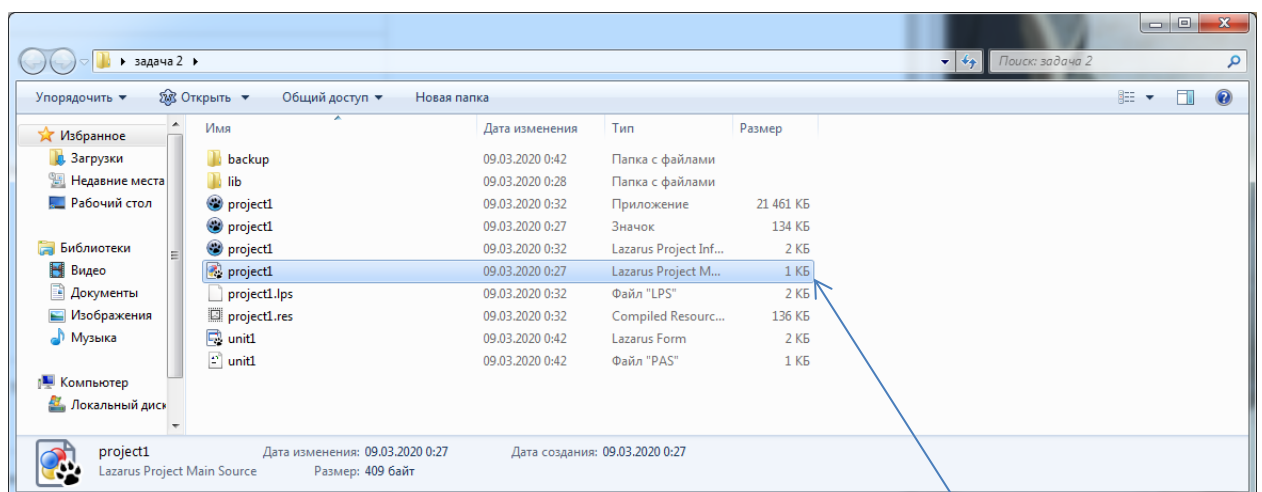 задача 2
Поиск: задача 2
Упорядочить Открыть Общий доступ Новая папка
Избранное
Загрузки
Недавние места
Рабочий стол
Библиотеки
Видео
Документы
Изображения
Музыка
Компьютер
Локальный диск
Имя Дата изменения Тип Размер
backup 09.03.2020 0:42 Папка с файлами
lib 09.03.2020 0:28 Папка с файлами
project1 09.03.2020 0:32 Приложение 21 461 КБ
project1 09.03.2020 0:27 Значок 134 КБ
project1 09.03.2020 0:32 Lazarus Project Inf... 2 КБ
project1 09.03.2020 0:27 Lazarus Project M... 1 КБ
project1.lps 09.03.2020 0:32 Файл "LPS" 2 КБ
project1.res 09.03.2020 0:32 Compiled Resourc... 136 КБ
unit1 09.03.2020 0:42 Lazarus Form 2 КБ
unit1 09.03.2020 0:42 Файл "PAS" 1 КБ
project1 Дата изменения: 09.03.2020 0:27 Дата создания: 09.03.2020 0:27
Lazarus Project Main Source Размер: 409 байт